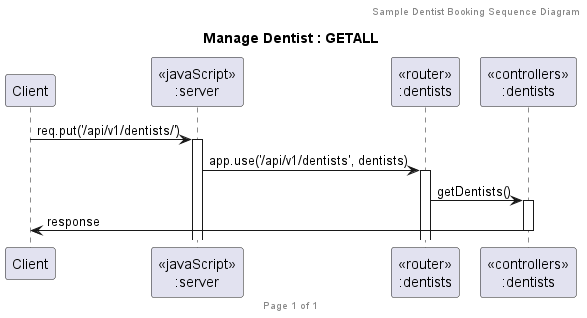 Sample Dentist Booking Sequence Diagram
Manage Dentist : GETALL
Client
«javaScript»
:server
«router»
:dentists
«controllers»
:dentists
req.put('/api/v1/dentists/')
app.use('/api/v1/dentists', dentists)
getDentists()
response
Client
«javaScript»
:server
«router»
:dentists
«controllers»
:dentists
Page 1 of 1